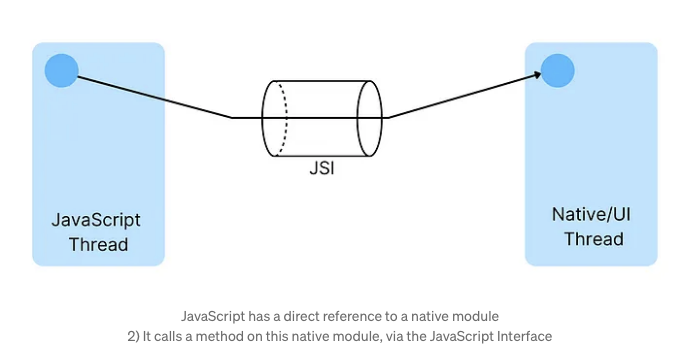 JSI
JavaScript
Thread
Native/UI
Thread
JavaScript has a direct reference to a native module
2) It calls a method on this native module, via the JavaScript Interface